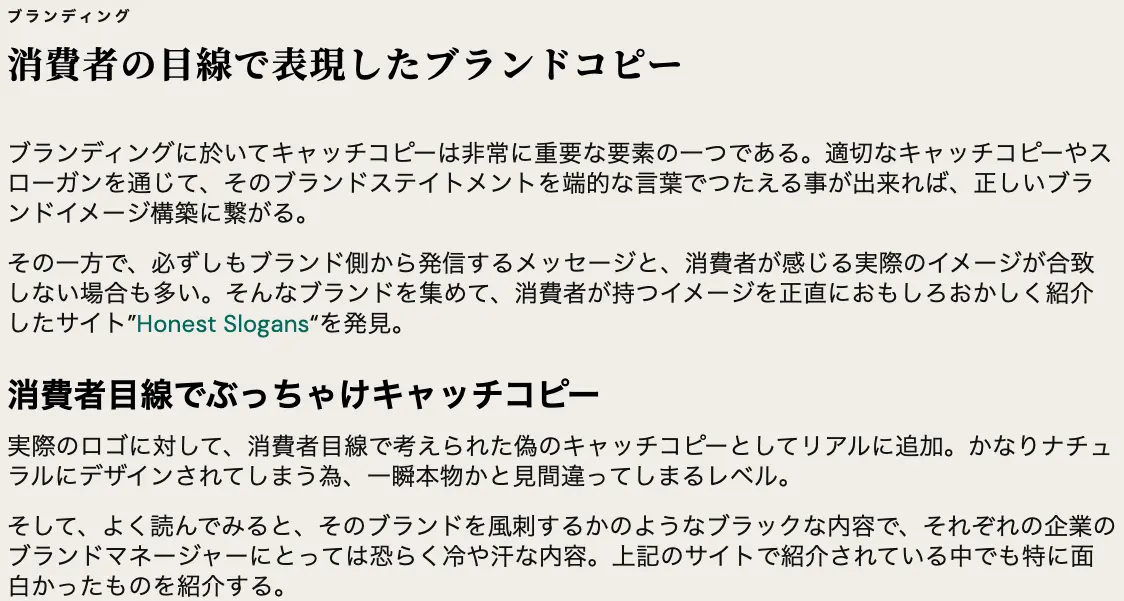 ブランディング
消費者の目線で表現したブランドコピー
ブランディングに於いてキャッチコピーは非常に重要な要素の一つである。適切なキャッチコピーやス
ローガンを通じて、そのブランドステイトメントを端的な言葉でつたえる事が出来れば、正しいブラ
ンドイメージ構築に繋がる。
その一方で、必ずしもブランド側から発信するメッセージと、消費者が感じる実際のイメージが合致
しない場合も多い。そんなブランドを集めて、消費者が持つイメージを正直におもしろおかしく紹介
したサイト”Honest Slogans“を発見。
消費者目線でぶっちゃけキャッチコピー
実際のロゴに対して、消費者目線で考えられた偽のキャッチコピーとしてリアルに追加。かなりナチュ
ラルにデザインされてしまう為、一瞬本物かと見間違ってしまるレベル。
そして、よく読んでみると、そのブランドを風刺するかのようなブラックな内容で、それぞれの企業の
ブランドマネージャーにとっては恐らく冷や汗な内容。上記のサイトで紹介されている中でも特に面
白かったものを紹介する。